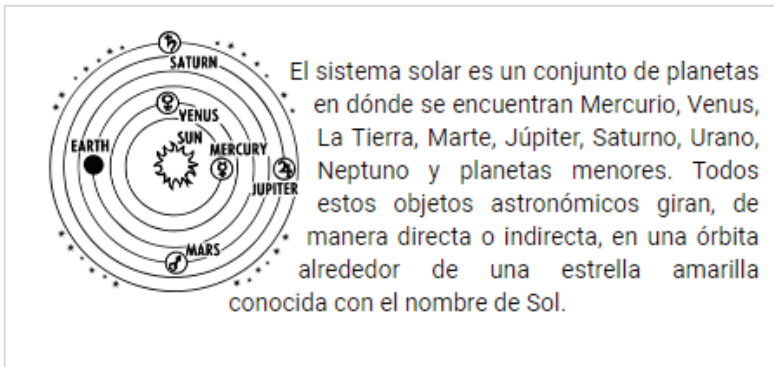 SATURN
VENUS
SUN
EARTH
MERCURY
JUPITER
MARS
El sistema solar es un conjunto de planetas
en dónde se encuentran Mercurio, Venus,
La Tierra, Marte, Júpiter, Saturno, Urano,
Neptuno y planetas menores. Todos
estos objetos astronómicos giran, de
manera directa o indirecta, en una órbita
alrededor de una estrella amarilla
conocida con el nombre de Sol.